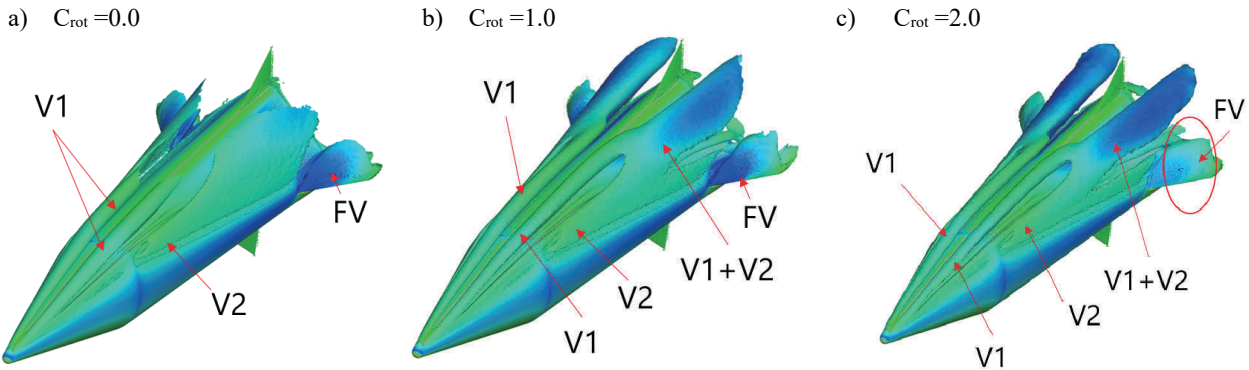 a) C_rot =0.0
b) C_rot =1.0
c) C_rot =2.0
V1
V2
FV
V1
V1
V2
V1+V2
FV
V1
V1
V2
V1+V2
FV